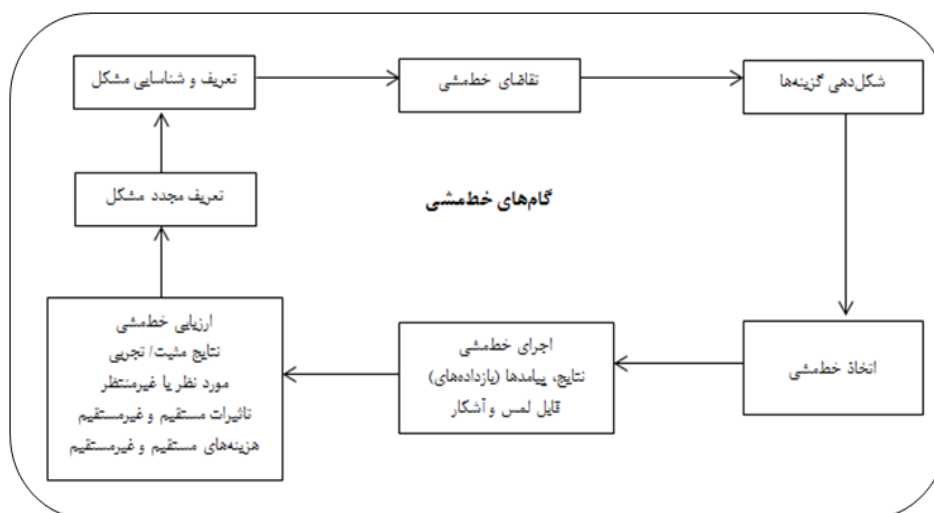 تعریف و شناسایی مشکل
تقاضای خط‌مشی
شکل‌دهی گزینه‌ها
تعریف مجدد مشکل
گام‌های خط‌مشی
ارزیابی خط‌مشی
نتایج مثبت/ تجربی
مورد نظر یا غیرمنتظر
تاثیرات مستقیم و غیرمستقیم
هزینه‌های مستقیم و غیرمستقیم
اجرای خط‌مشی
نتایج، پیامدها (بازداده‌های)
قابل لمس و آشکار
اتخاذ خط‌مشی